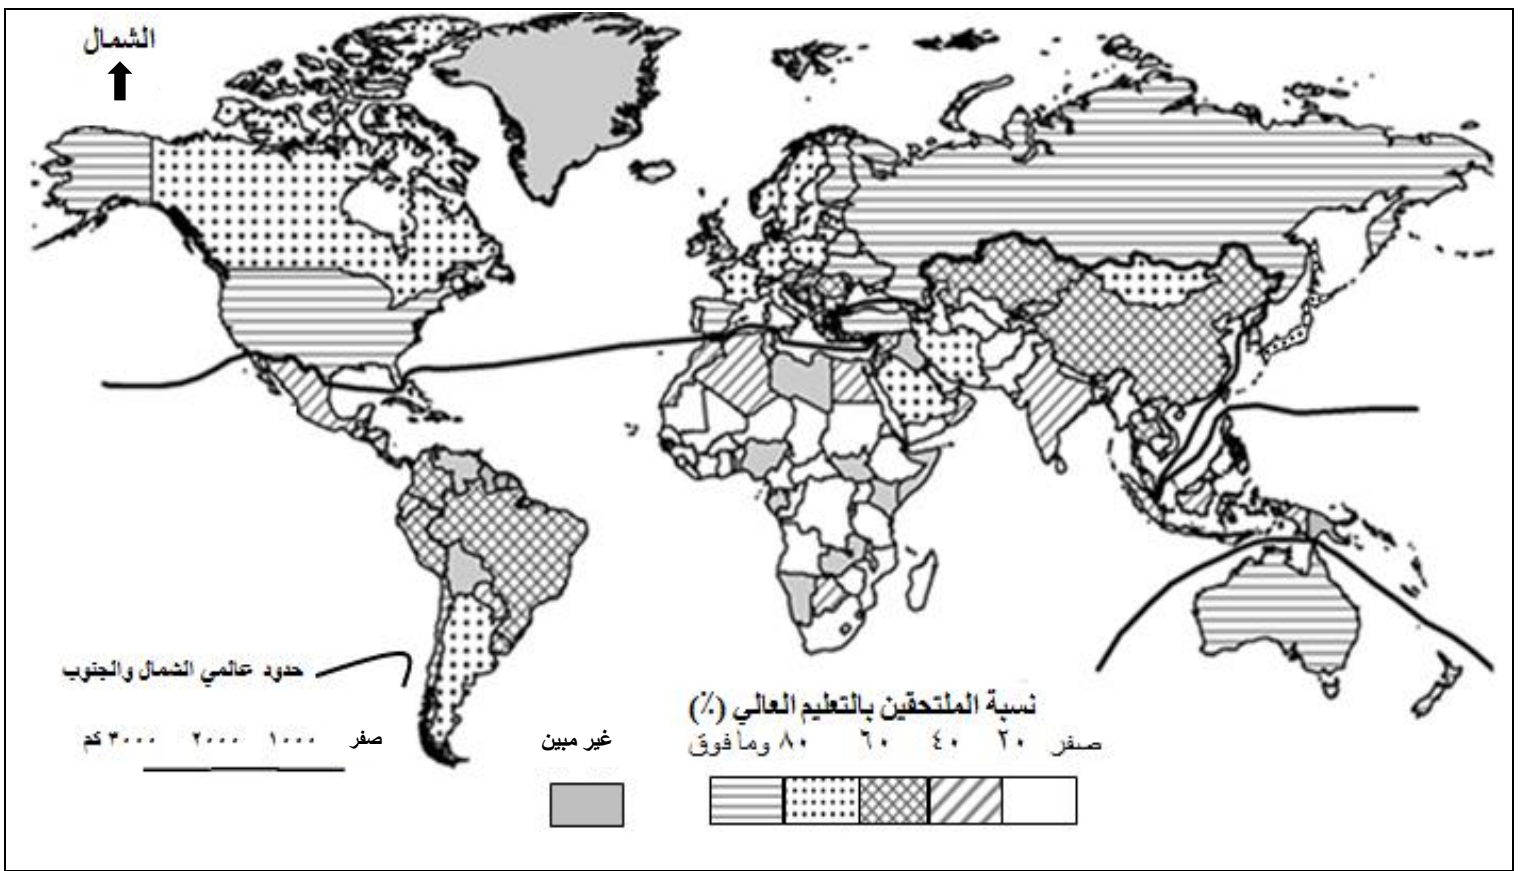 الشمال
حدود عالمي الشمال والجنوب
صفر ١٠٠٠ ٢٠٠٠ ٣٠٠٠ كم
غير مبين
نسبة الملتحقين بالتعليم العالي (٪)
صفر ٢٠ ٤٠ ٦٠ ٨٠ وما فوق